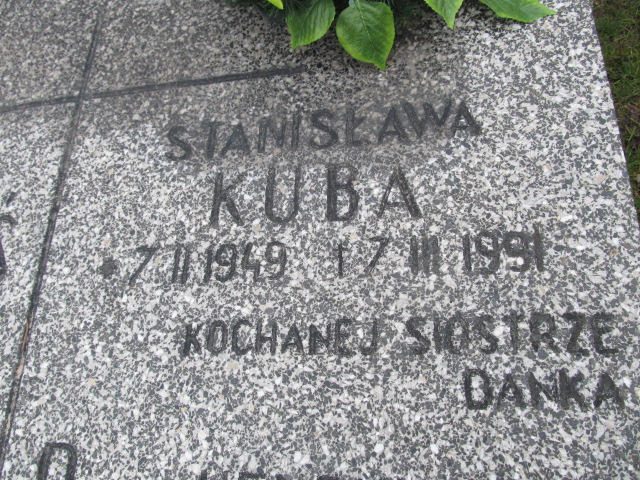 STANISŁAWA
KUBA
* 7 II 1949 † 7 III 1991
KOCHANEJ SIOSTRZE
DANKA